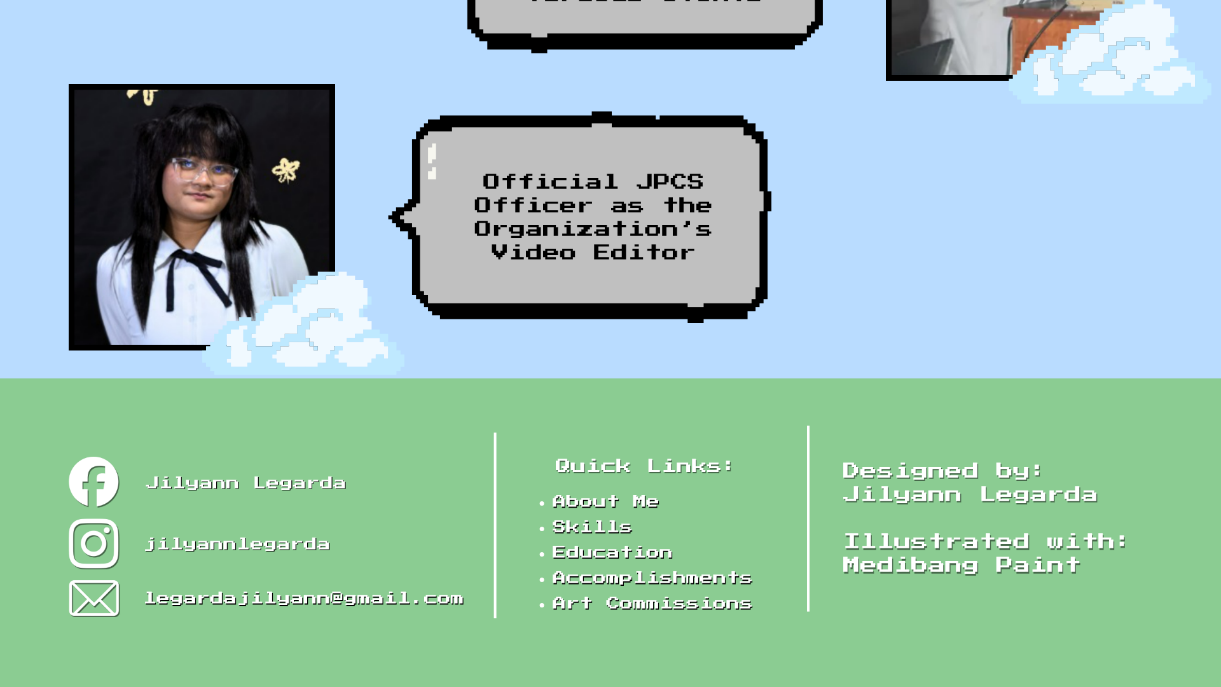 Official JPCS
Officer as the
Organization's
Video Editor
Jilyann Legarda
jilyannlegarda
legardajilyann@gmail.com
Quick Links:
• About Me
• Skills
• Education
• Accomplishments
• Art Commissions
Designed by:
Jilyann Legarda
Illustrated with:
Medibang Paint